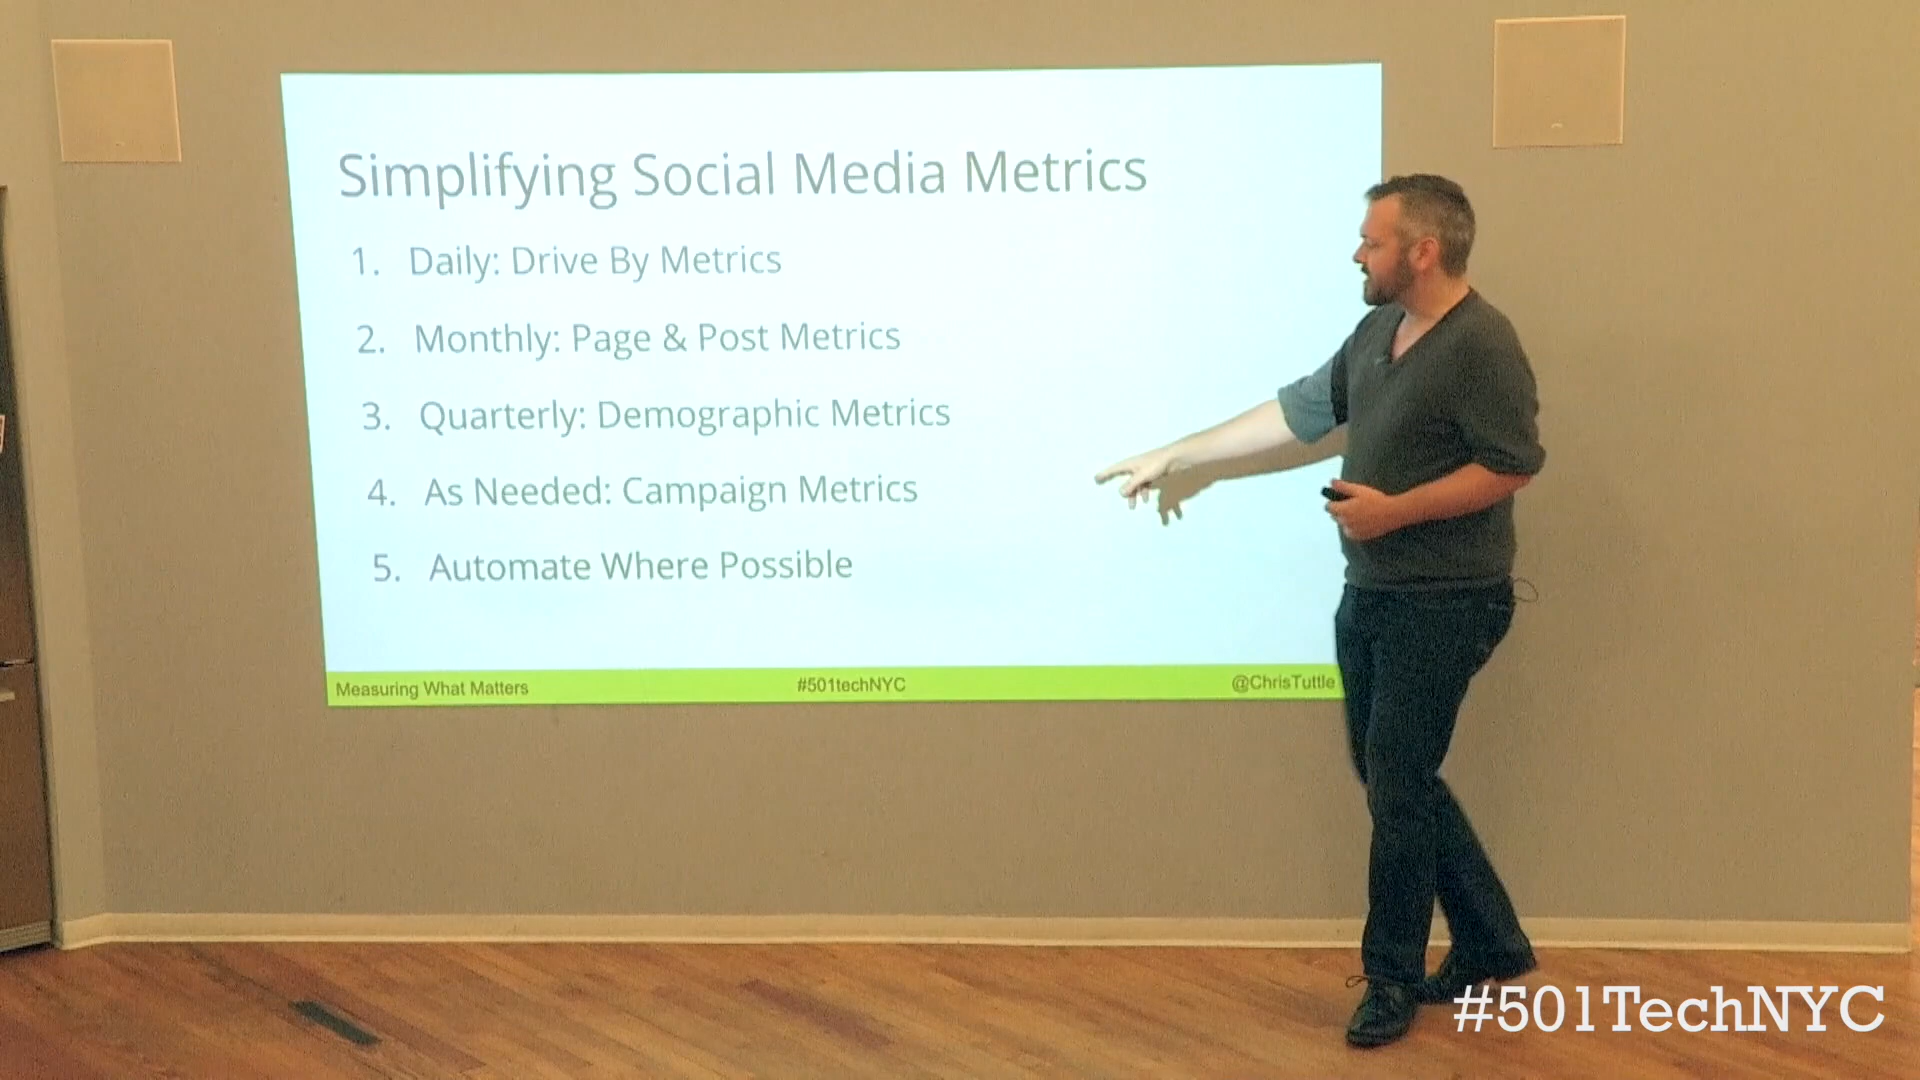 Simplifying Social Media Metrics
1. Daily: Drive By Metrics
2. Monthly: Page & Post Metrics
3. Quarterly: Demographic Metrics
4. As Needed: Campaign Metrics
5. Automate Where Possible
Measuring What Matters #501techNYC @ChrisTuttle
#501TechNYC